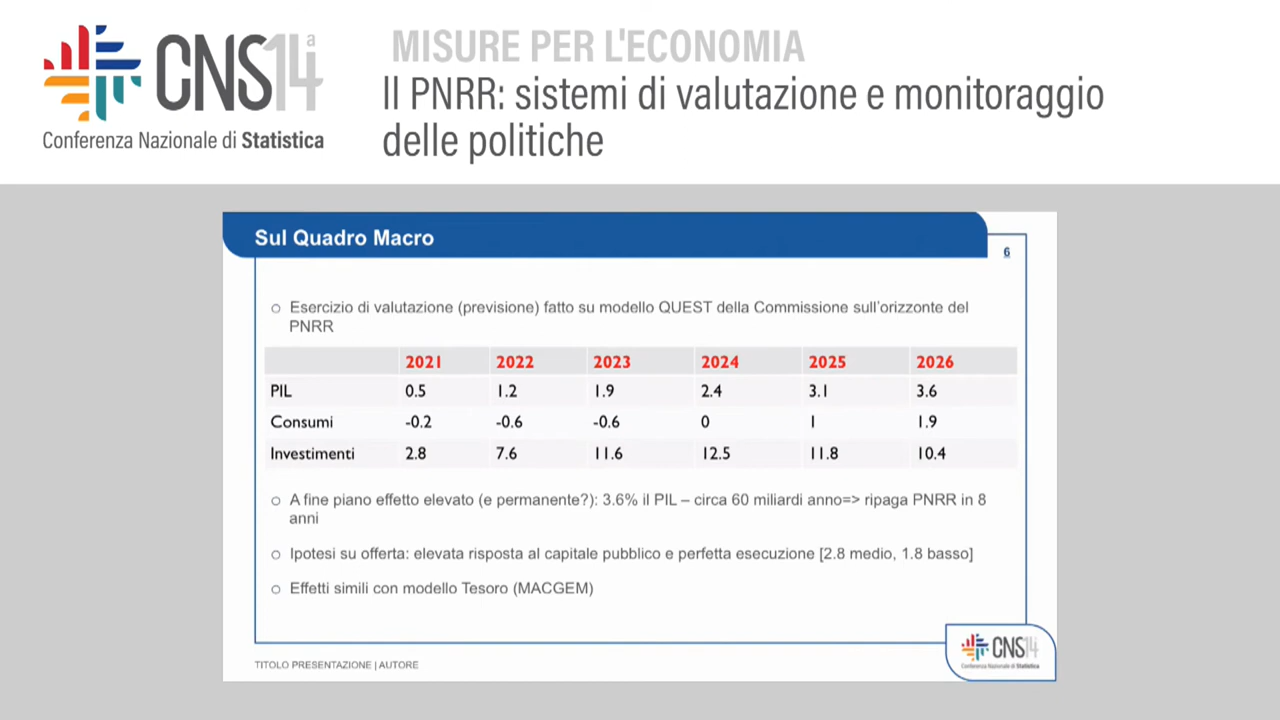 CNS14a
Conferenza Nazionale di Statistica
MISURE PER L'ECONOMIA
Il PNRR: sistemi di valutazione e monitoraggio
delle politiche
Sul Quadro Macro
6
Esercizio di valutazione (previsione) fatto su modello QUEST della Commissione sull'orizzonte del
PNRR
2021 2022 2023 2024 2025 2026
PIL 0.5 1.2 1.9 2.4 3.1 3.6
Consumi -0.2 -0.6 -0.6 0 1 1.9
Investimenti 2.8 7.6 11.6 12.5 11.8 10.4
A fine piano effetto elevato (e permanente?): 3.6% il PIL – circa 60 miliardi anno=> ripaga PNRR in 8
anni
Ipotesi su offerta: elevata risposta al capitale pubblico e perfetta esecuzione [2.8 medio, 1.8 basso]
Effetti simili con modello Tesoro (MACGEM)
TITOLO PRESENTAZIONE | AUTORE
CNS14a
Conferenza Nazionale di Statistica